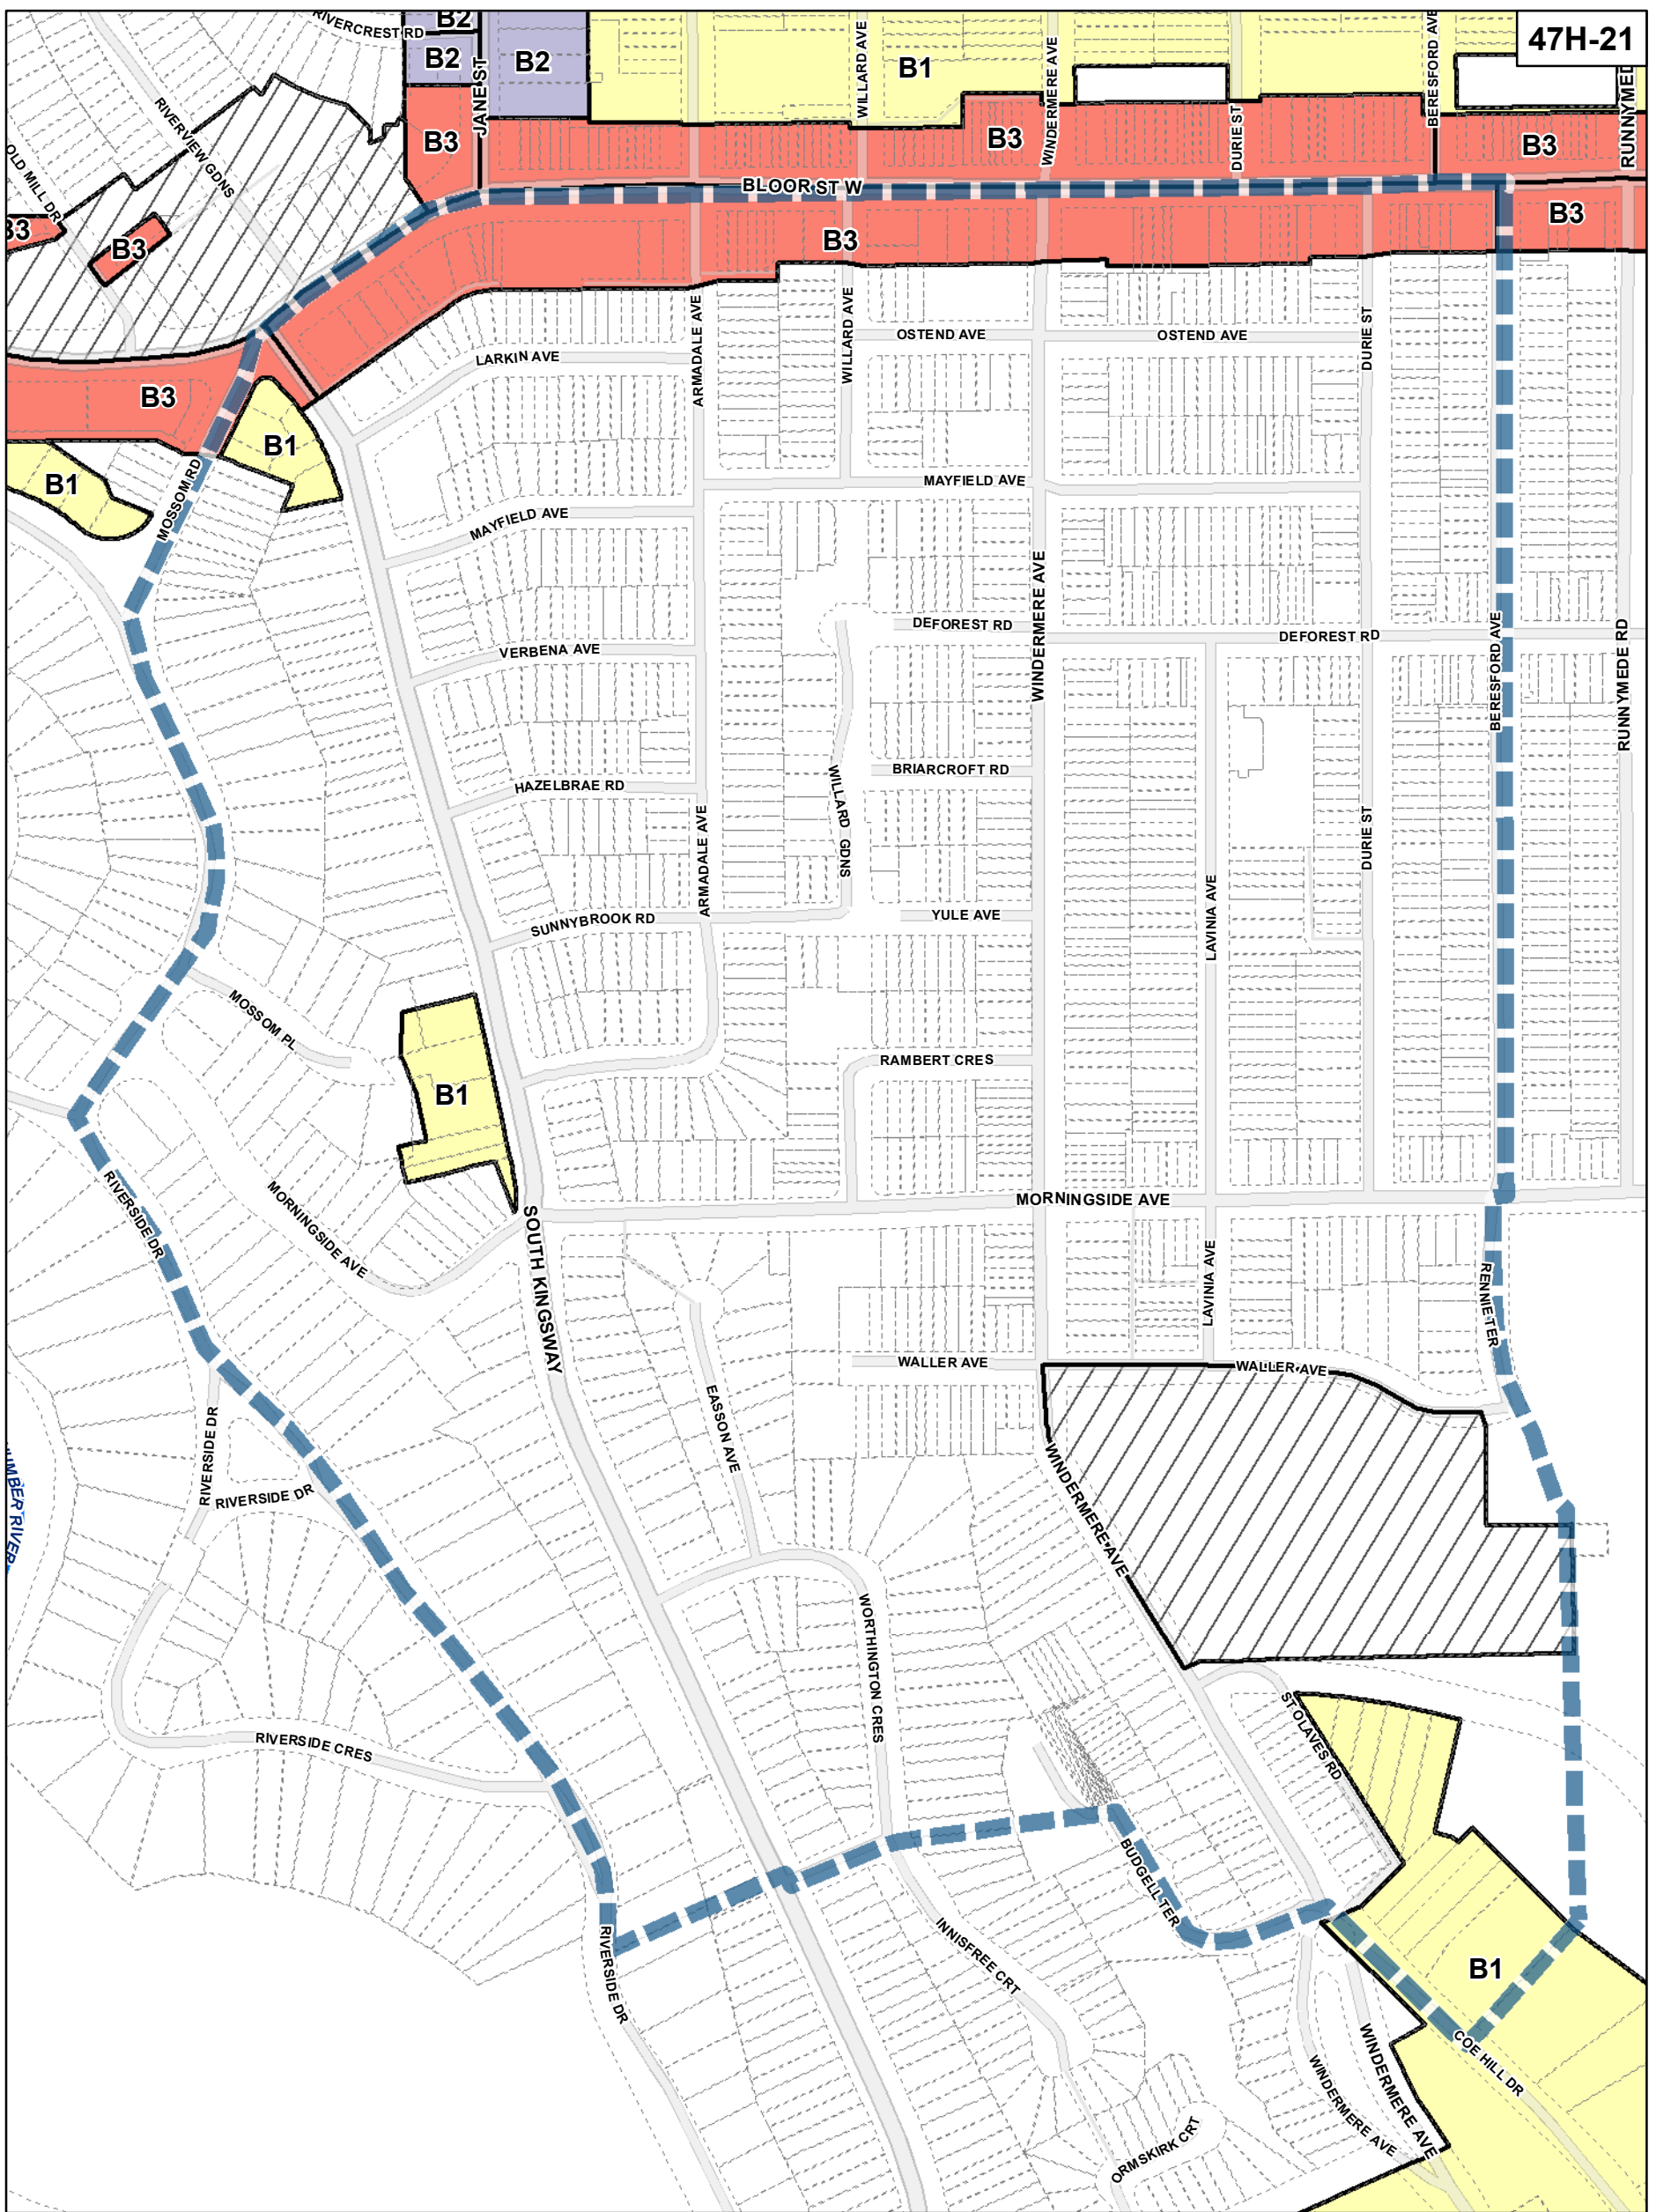 47H-21
RIVERCREST RD
B2
B2
B2
B1
WILLARD AVE
WINDERMERE AVE
DURIE ST
BERESFORD AVE
JANE ST
RIVERVIEW GDNS
OLD MILL DR
B3
B3
B3
B3
B3
B3
BLOOR ST W
B3
B3
B3
B1
B1
MOSSOM RD
LARKIN AVE
ARMADALE AVE
WILLARD AVE
OSTEND AVE
OSTEND AVE
DURIE ST
MAYFIELD AVE
MAYFIELD AVE
WINDERMERE AVE
DEFOREST RD
DEFOREST RD
BERESFORD AVE
RUNNYMEDE RD
VERBENA AVE
HAZELBRAE RD
WILLARD GDNS
BRIARCROFT RD
ARMADALE AVE
DURIE ST
SUNNYBROOK RD
YULE AVE
LAVINIA AVE
MOSSOM PL
B1
RAMBERT CRES
RIVERSIDE DR
MORNINGSIDE AVE
MORNINGSIDE AVE
SOUTH KINGSWAY
LAVINIA AVE
RENNIE TER
WALLER AVE
WALLER AVE
EASSON AVE
RIVERSIDE DR
RIVERSIDE DR
WINDERMERE AVE
WORTHINGTON CRES
RIVERSIDE CRES
ST OLAVES RD
BUDGELL TER
RIVERSIDE DR
INNISFREE CRT
B1
COE HILL DR
WINDERMERE AVE
WINDERMERE AVE
ORMSKIRK CRT